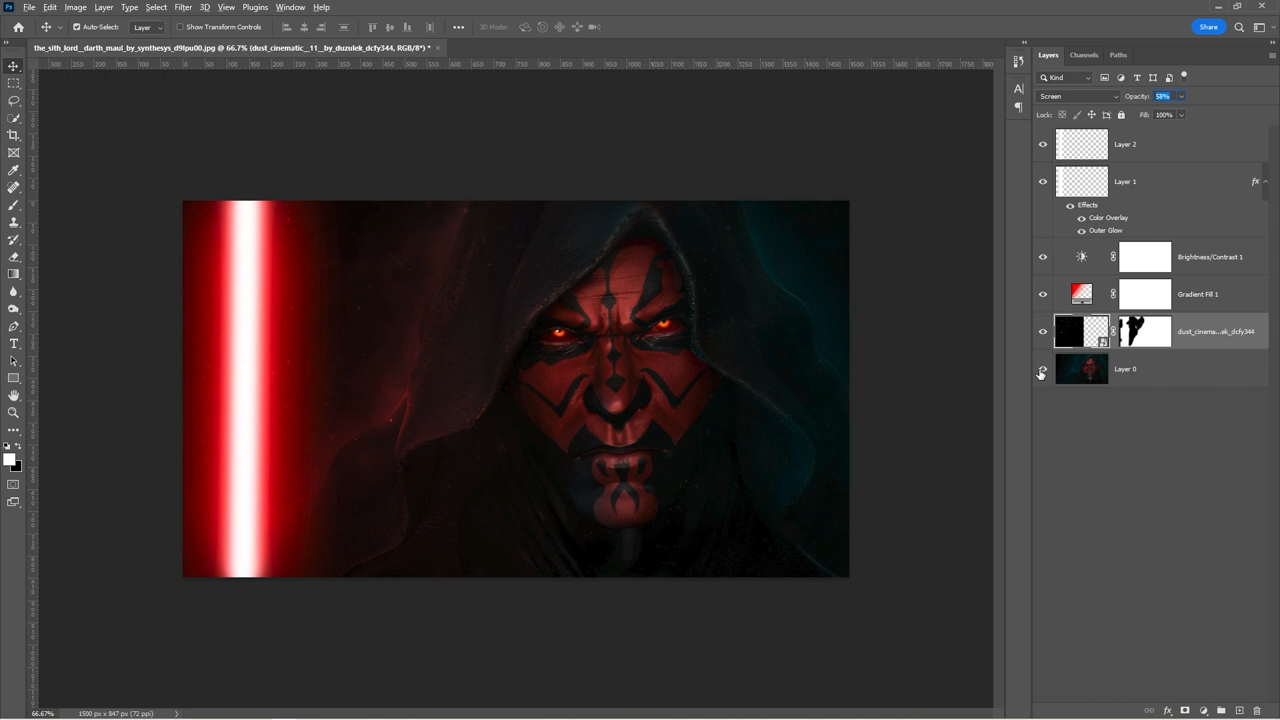 Ps File Edit Image Layer Type Select Filter 3D View Plugins Window Help
Auto-Select: Layer Show Transform Controls 3D Mode: Share
the_sith_lord__darth_maul_by_synthesys_d9lpu00.jpg @ 66.7% (dust_cinematic__11__by_duzulek_dcfy344, RGB/8*) * ×
Layers Channels Paths
Kind
Screen Opacity: 58%
Lock: Fill: 100%
Layer 2
Layer 1 fx
Effects
Color Overlay
Outer Glow
Brightness/Contrast 1
Gradient Fill 1
dust_cinema...ek_dcfy344
Layer 0
66.67% 1500 px x 847 px (72 ppi)